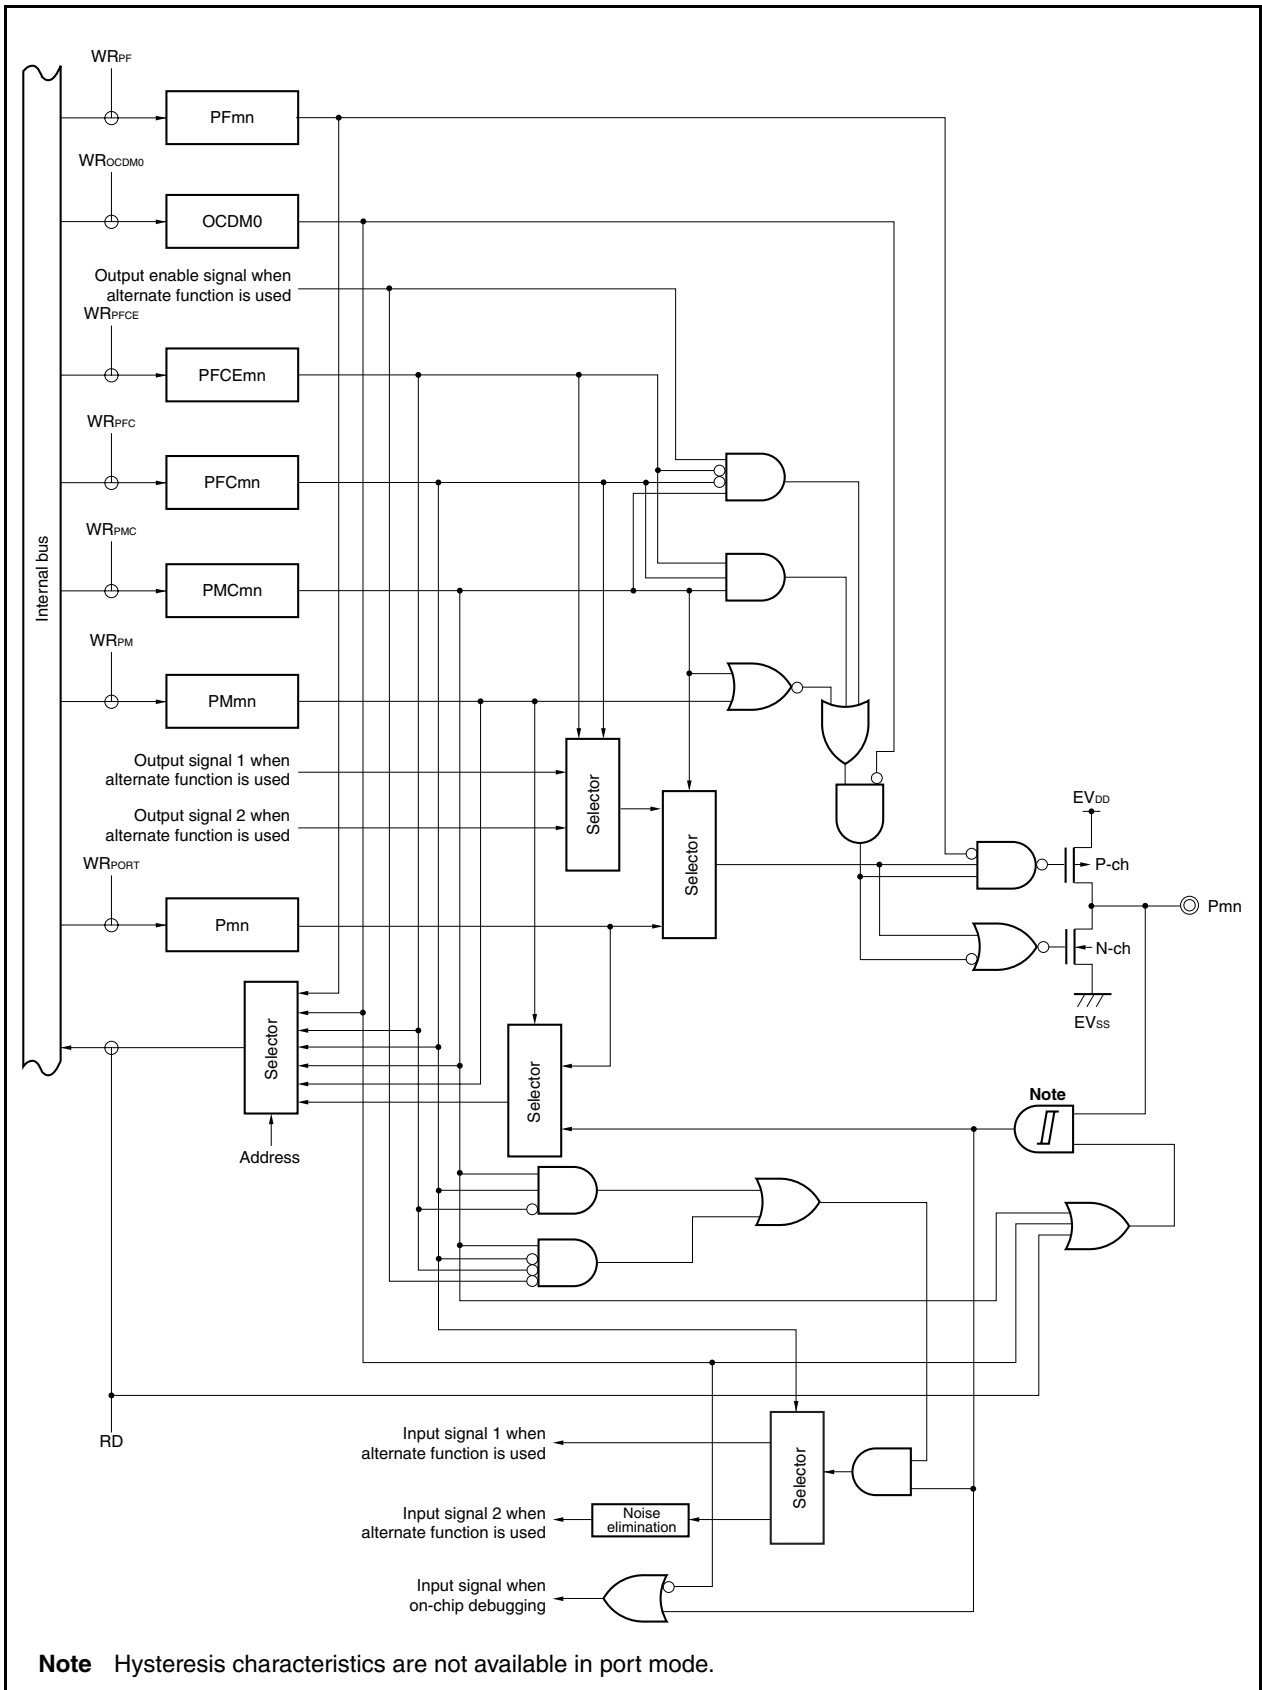 WRPF
PFmn
WROCDM0
OCDM0
Output enable signal when
alternate function is used
WRPFCE
PFCEmn
WRPFC
PFCmn
WRPMC
PMCmn
Internal bus
WRPM
PMmn
Output signal 1 when
alternate function is used
Output signal 2 when
alternate function is used
Selector
Selector
WRPORT
Pmn
EVDD
P-ch
Pmn
N-ch
EVSS
Selector
Selector
Address
Note
RD
Input signal 1 when
alternate function is used
Selector
Input signal 2 when
alternate function is used
Noise
elimination
Input signal when
on-chip debugging
Note Hysteresis characteristics are not available in port mode.